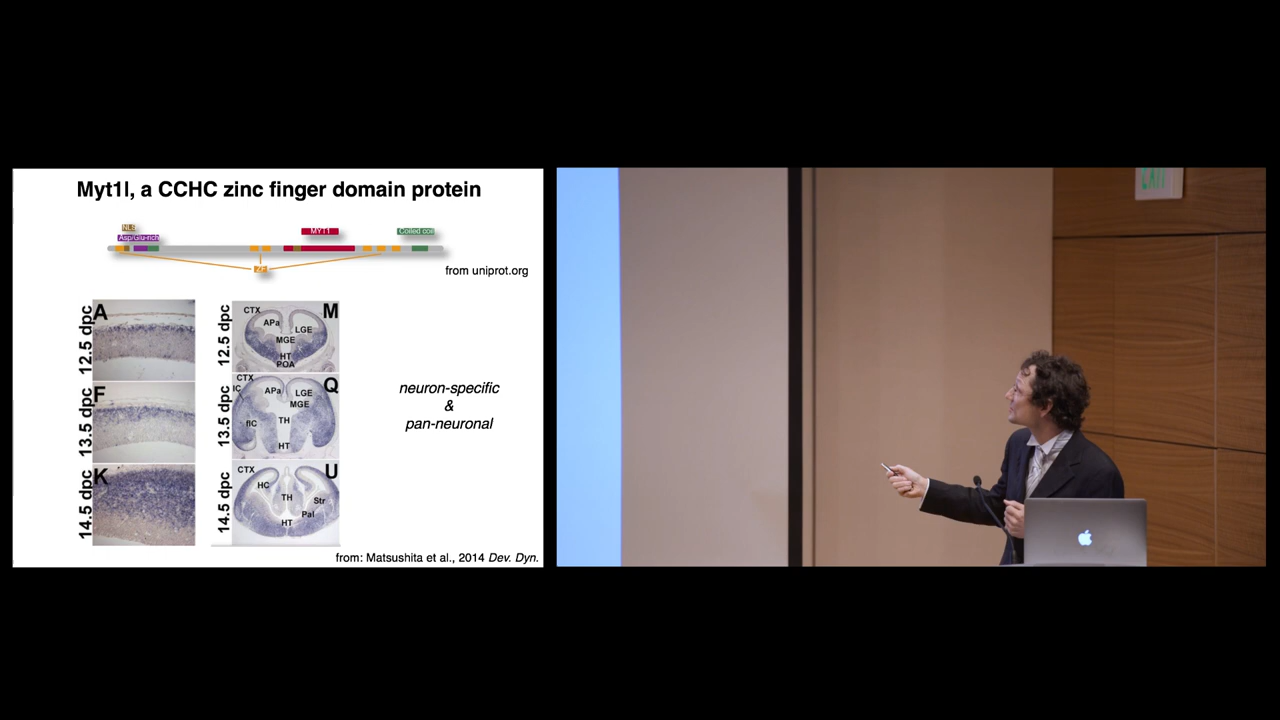 Myt1l, a CCHC zinc finger domain protein
NLS
Asp/Glu-rich
MYT1
Coiled coil
ZF
from uniprot.org
12.5 dpc
A
13.5 dpc
F
14.5 dpc
K
12.5 dpc
CTX
M
APa
LGE
MGE
HT
POA
13.5 dpc
CTX
Q
IC
APa
LGE
MGE
fIC
TH
HT
14.5 dpc
CTX
U
HC
TH
Str
Pal
HT
neuron-specific
&
pan-neuronal
from: Matsushita et al., 2014 Dev. Dyn.
EXIT